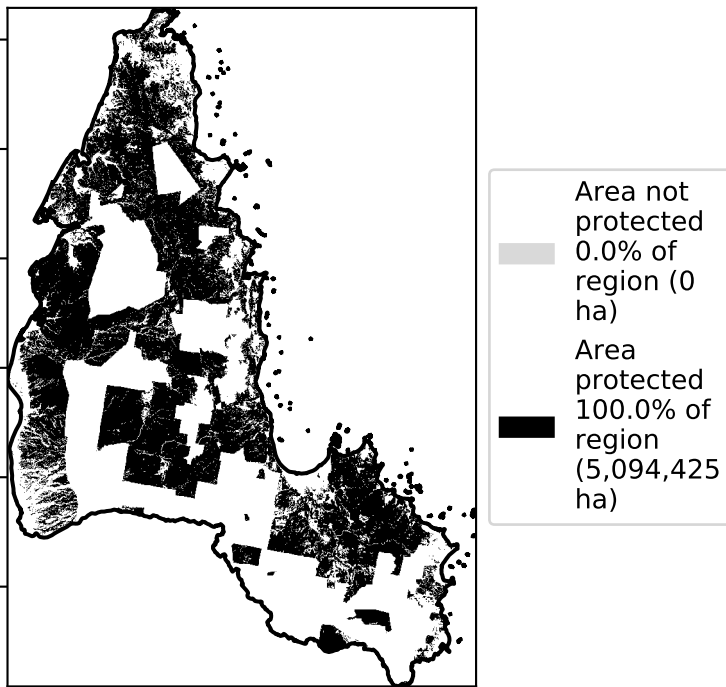 Area not
protected
0.0% of
region (0
ha)
Area
protected
100.0% of
region
(5,094,425
ha)